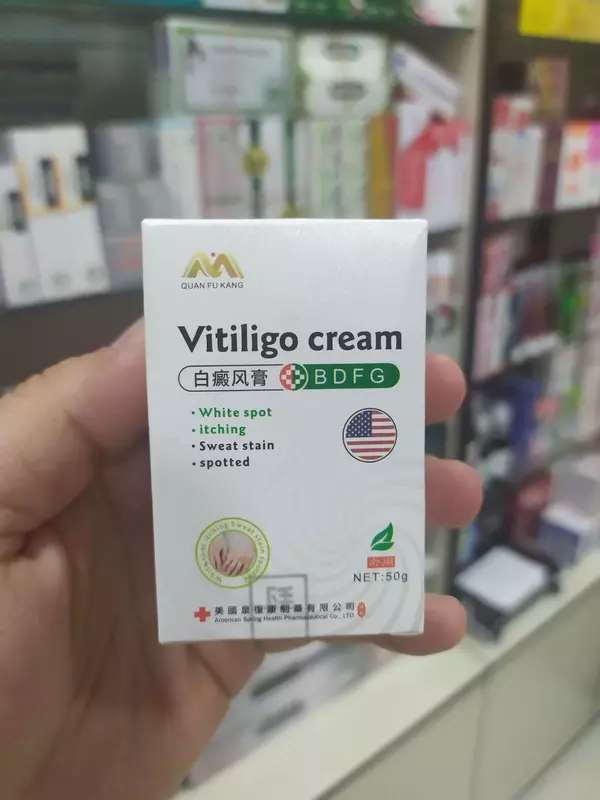 QUAN FU KANG
Vitiligo cream
白癜风膏 BDFG
• White spot
• itching
• Sweat stain
• spotted
外用
NET:50g
美國泉復康制藥有限公司
American Spring Health Pharmaceutical Co., LTD